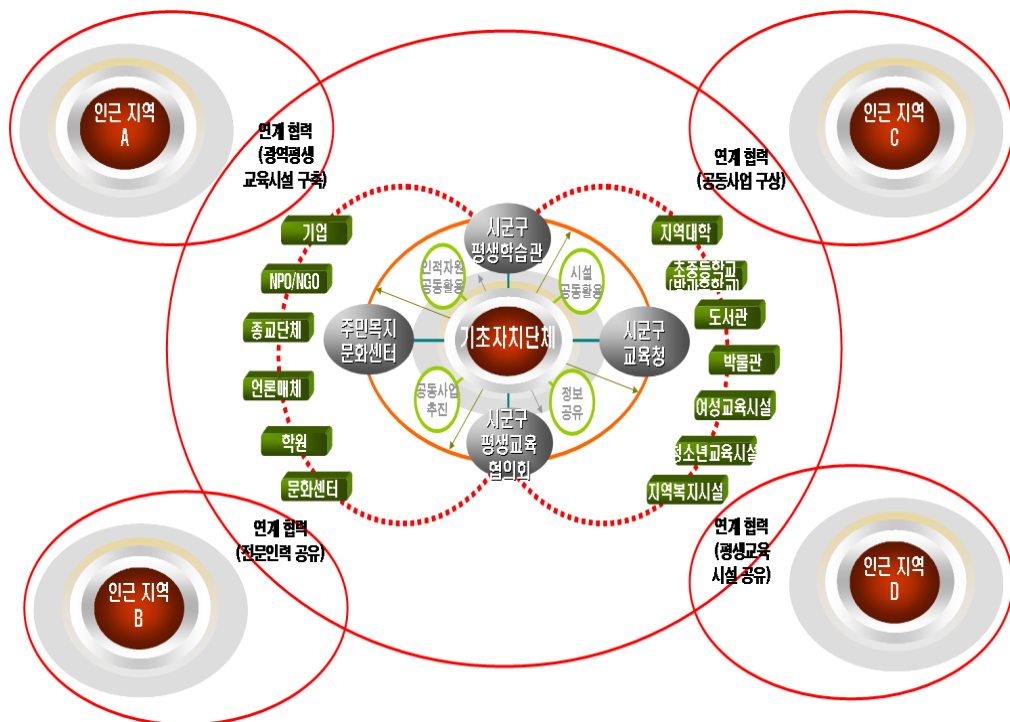 인근 지역
A
연계 협력
(광역평생
교육시설 구축)
인근 지역
C
연계 협력
(공동사업 구상)
기업
NPO/NGO
종교단체
언론매체
학원
문화센터
시군구
평생학습관
인적자원
공동활용
시설
공동활용
주민복지
문화센터
기초자치단체
시군구
교육청
공동사업
추진
정보
공유
시군구
평생교육
협의회
지역대학
초중등학교
(방과후학교)
도서관
박물관
여성교육시설
청소년교육시설
지역복지시설
연계 협력
(전문인력 공유)
인근 지역
B
연계 협력
(평생교육
시설 공유)
인근 지역
D